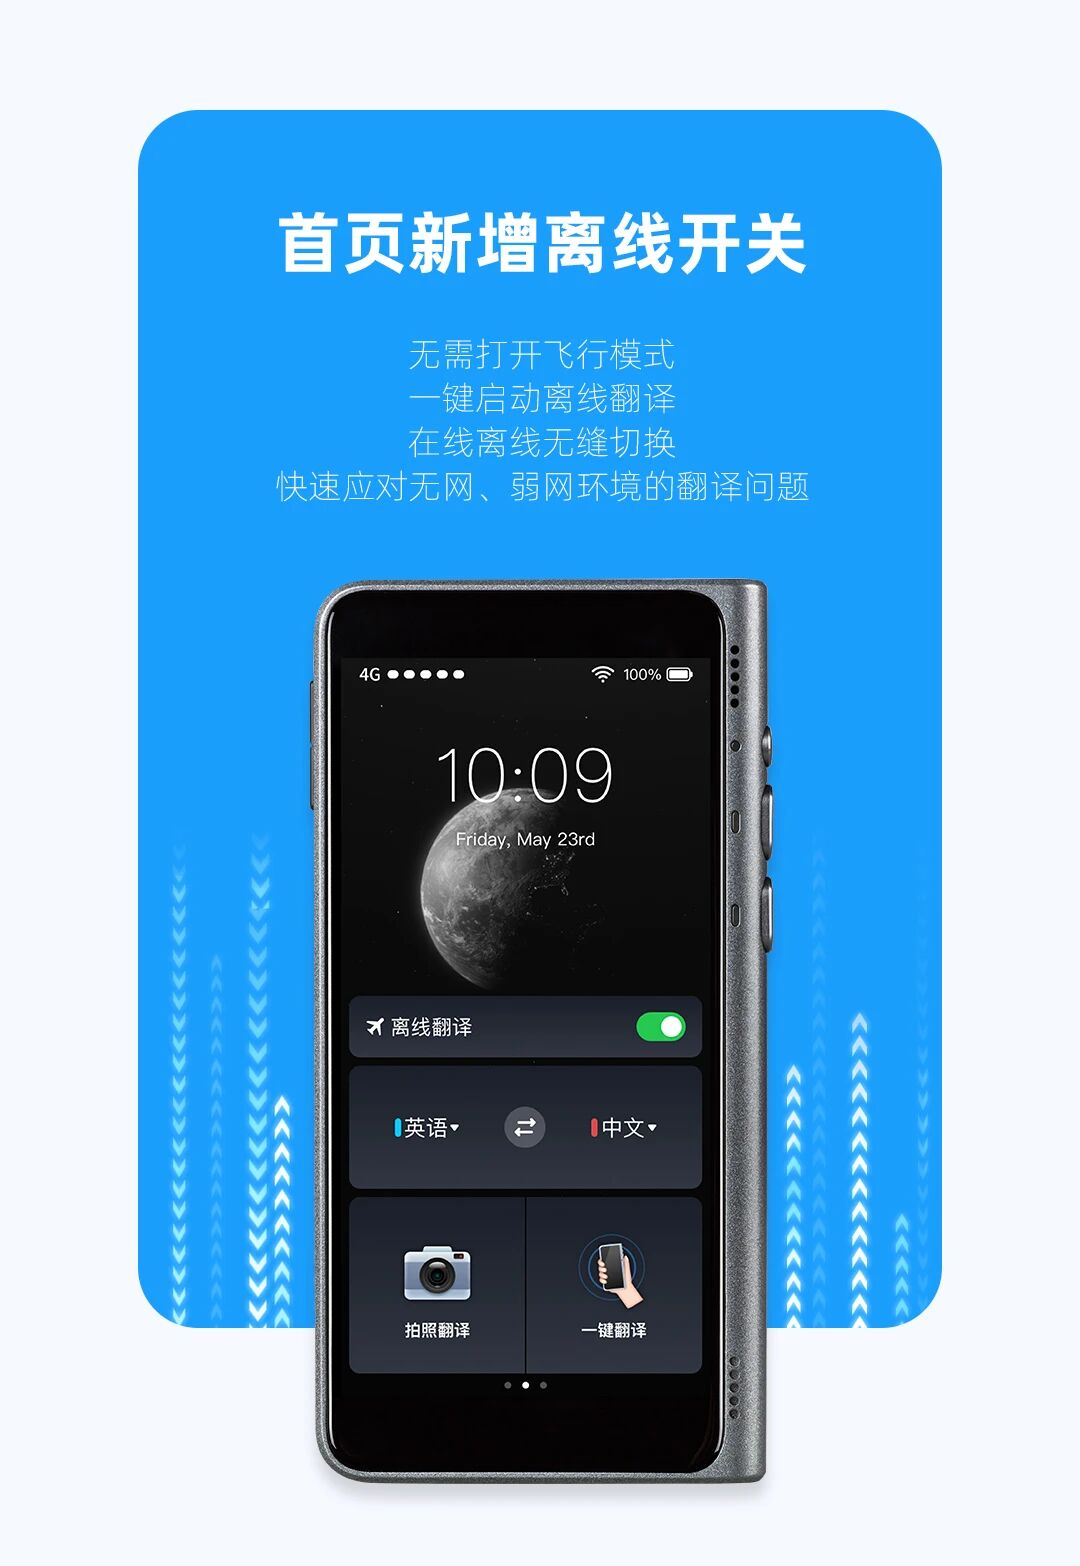 首页新增离线开关
无需打开飞行模式
一键启动离线翻译
在线离线无缝切换
快速应对无网、弱网环境的翻译问题
4G 100%
10:09
Friday, May 23rd
离线翻译
英语 中文
拍照翻译 一键翻译